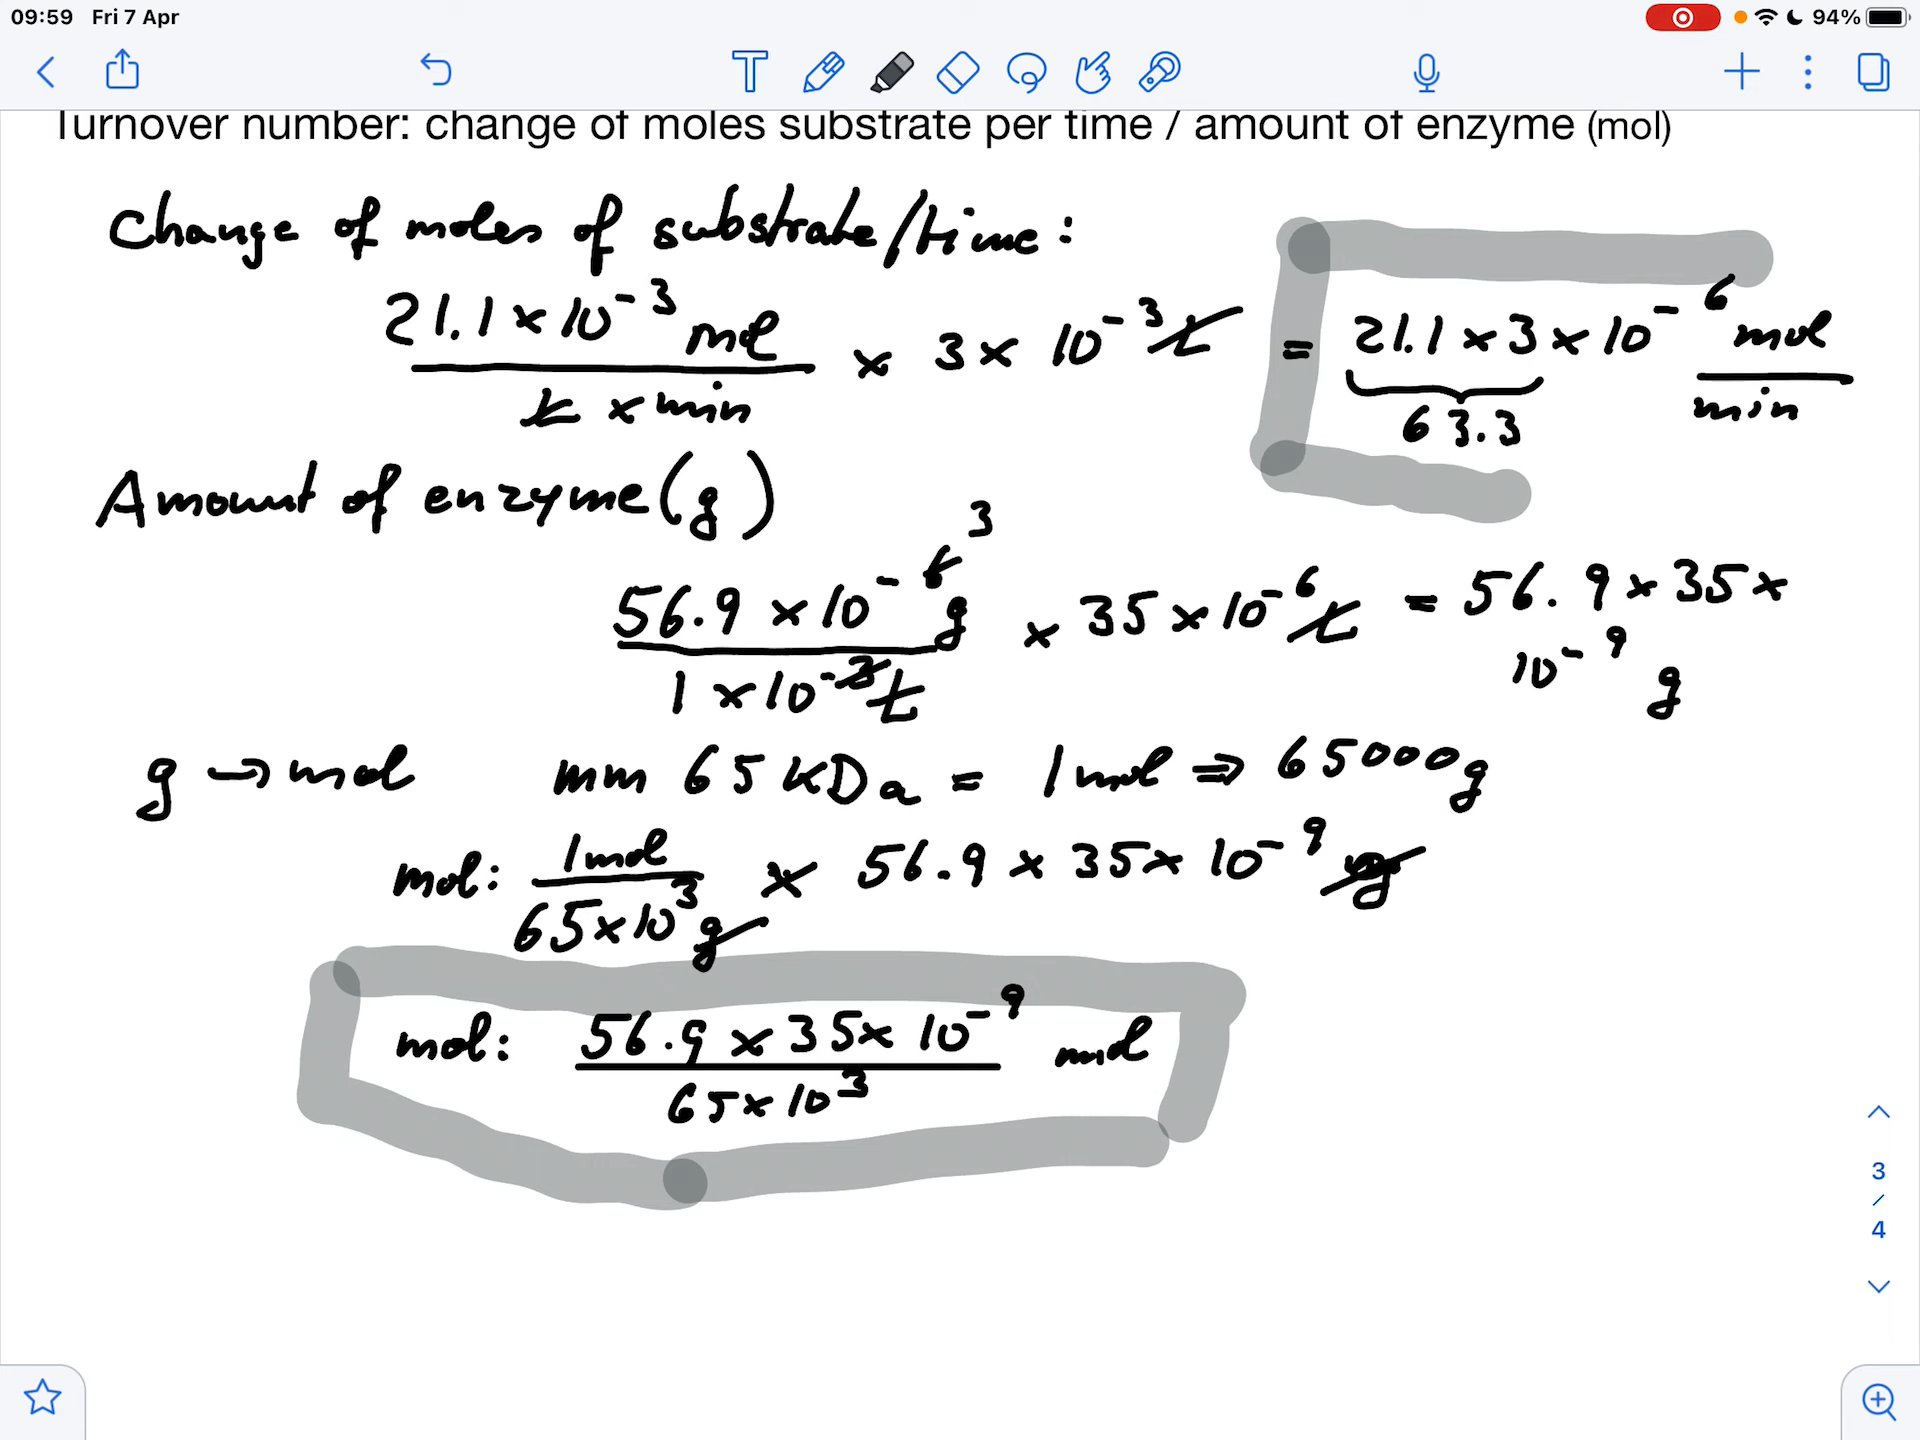 09:59 Fri 7 Apr 94%
T
Turnover number: change of moles substrate per time / amount of enzyme (mol)
Change of moles of substrate/time:
21.1 x 10⁻³ mol / L x min x 3 x 10⁻³ L = 21.1 x 3 x 10⁻⁶ mol / min
63.3
Amount of enzyme (g)
3
56.9 x 10⁻⁶ g / 1 x 10⁻³ L x 35 x 10⁻⁶ L = 56.9 x 35 x
10⁻⁹ g
g → mol mm 65 KDa = 1 mol ⇒ 65000g
mol: 1 mol / 65 x 10³ g x 56.9 x 35 x 10⁻⁹ g
mol: 56.9 x 35 x 10⁻⁹ / 65 x 10³ mol
3
/
4